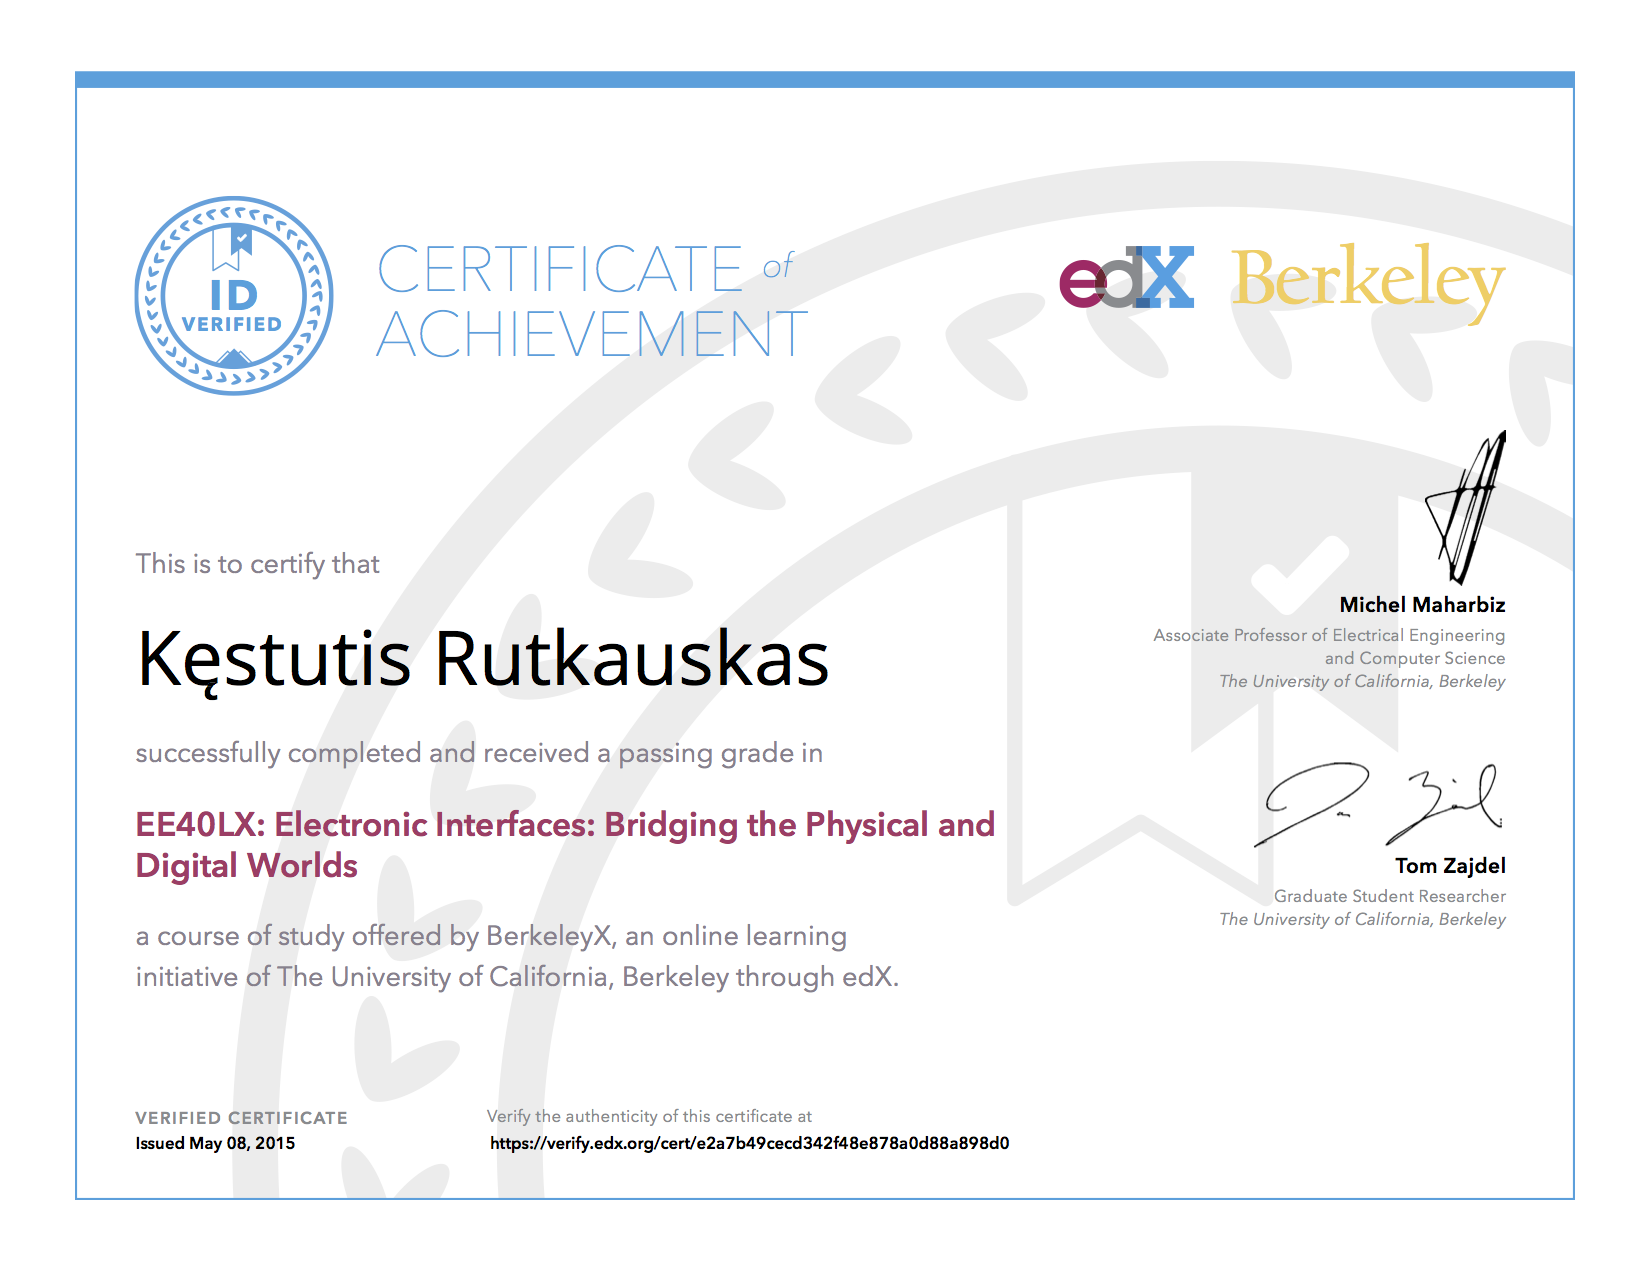 ID
VERIFIED
CERTIFICATE of
ACHIEVEMENT
edX
Berkeley
This is to certify that
Kęstutis Rutkauskas
successfully completed and received a passing grade in
EE40LX: Electronic Interfaces: Bridging the Physical and
Digital Worlds
a course of study offered by BerkeleyX, an online learning
initiative of The University of California, Berkeley through edX.
Michel Maharbiz
Associate Professor of Electrical Engineering
and Computer Science
The University of California, Berkeley
Tom Zajdel
Graduate Student Researcher
The University of California, Berkeley
VERIFIED CERTIFICATE
Issued May 08, 2015
Verify the authenticity of this certificate at
https://verify.edx.org/cert/e2a7b49cecd342f48e878a0d88a898d0